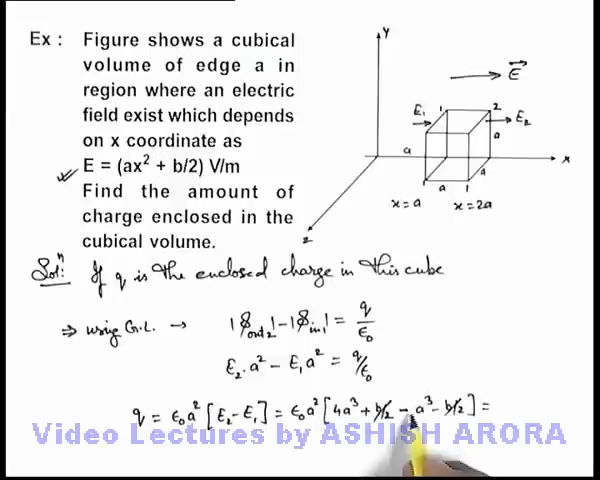 Ex : Figure shows a cubical
volume of edge a in
region where an electric
field exist which depends
on x coordinate as
E = (ax² + b/2) V/m
Find the amount of
charge enclosed in the
cubical volume.
Y
E⃗
E₁
1
2
E₂
a
a
x
a
a
1
1
x=a
x=2a
z
Solⁿ: If q is the enclosed charge in this cube
⇒ using G.L. → |ϕout₂| - |ϕin₁| = q/ε₀
E₂.a² - E₁a² = q/ε₀
q = ε₀a² [E₂-E₁] = ε₀a² [4a³ + b/2 - a³ - b/2] =
Video Lectures by ASHISH ARORA